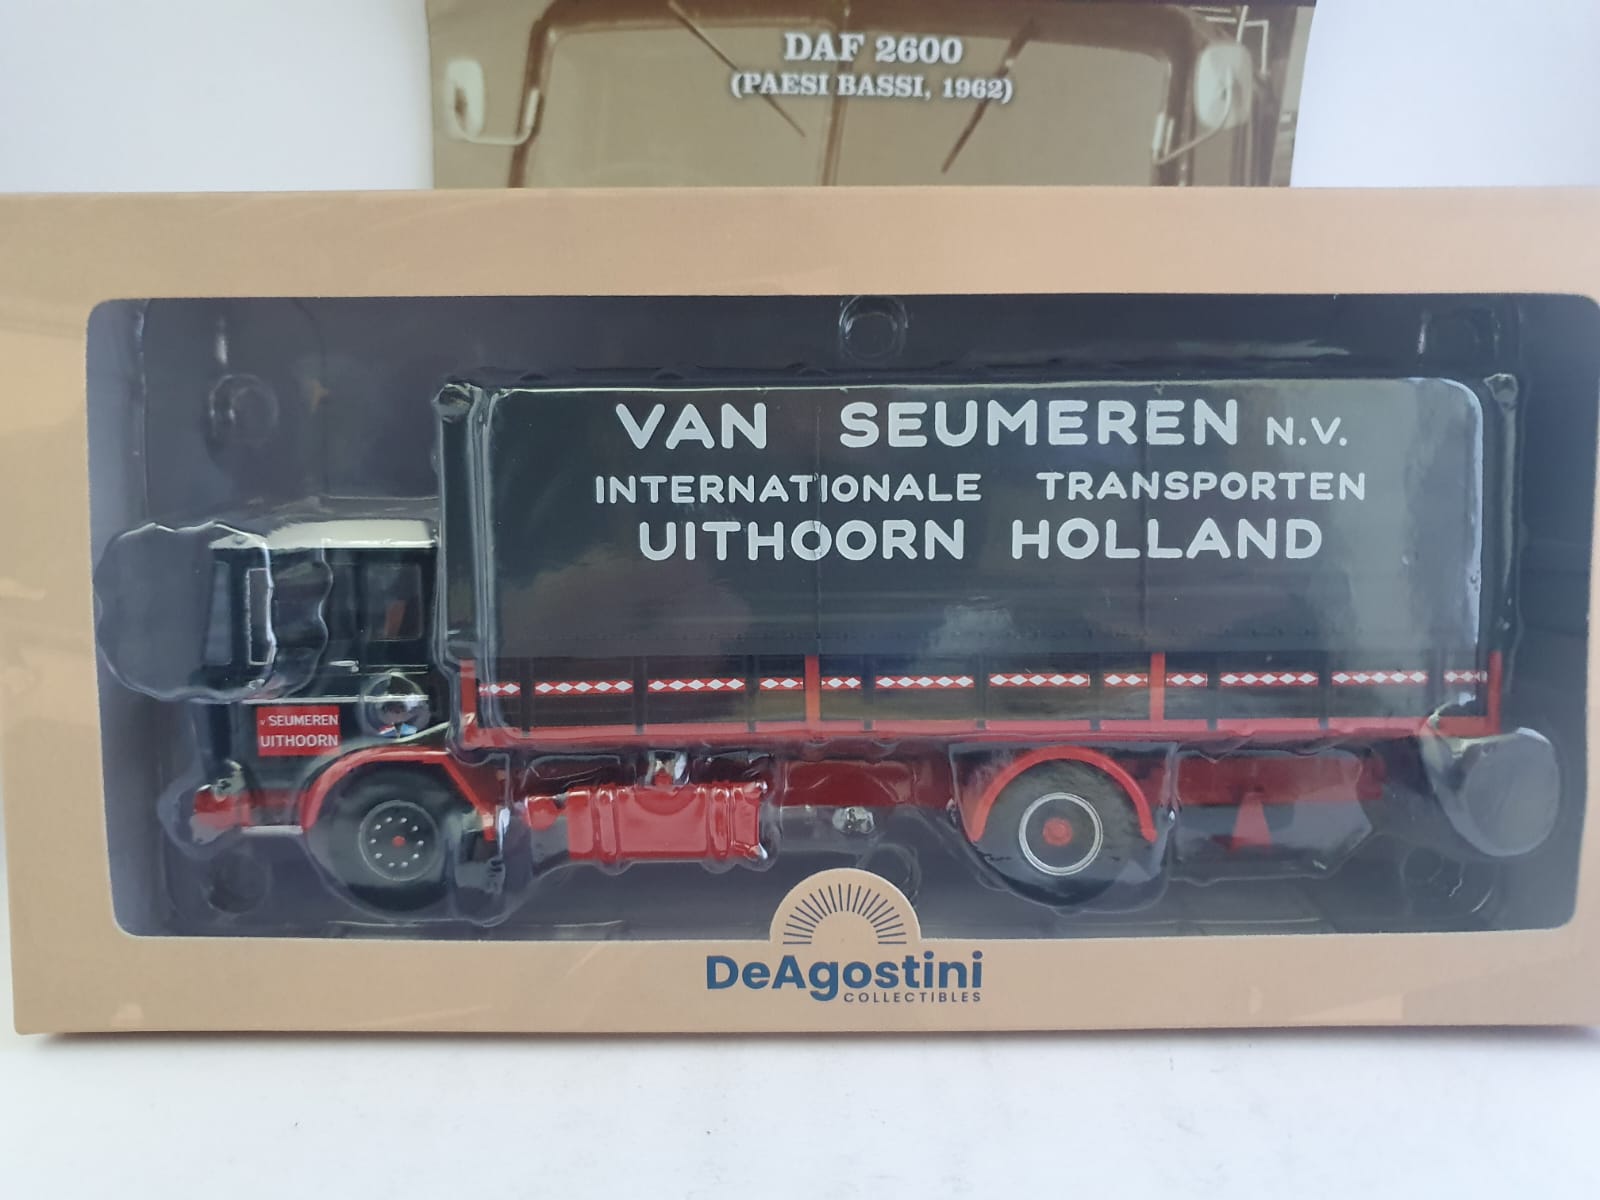 DAF 2600
(PAESI BASSI, 1962)
VAN SEUMEREN N.V.
INTERNATIONALE TRANSPORTEN
UITHOORN HOLLAND
v SEUMEREN
UITHOORN
DeAgostini
COLLECTIBLES